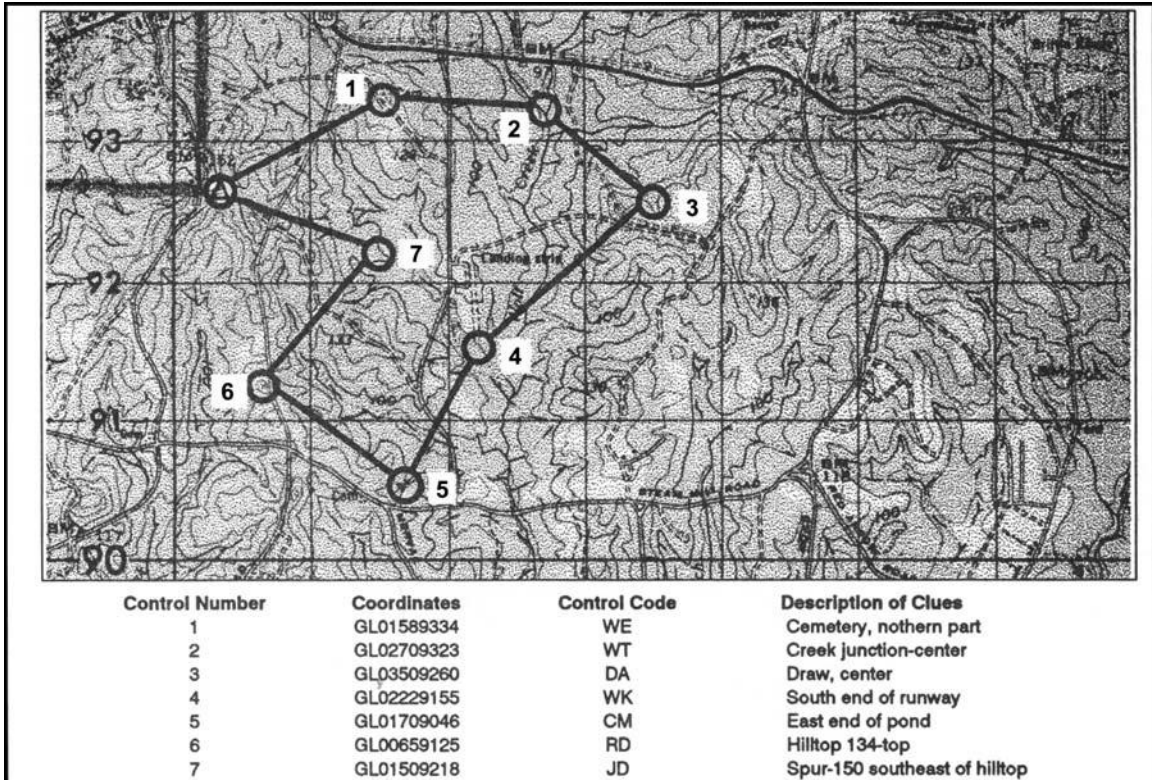 1
2
93
3
7
Landing strip
92
4
6
91
5
STEAM MILL ROAD
90
Control Number Coordinates Control Code Description of Clues
1 GL01589334 WE Cemetery, nothern part
2 GL02709323 WT Creek junction-center
3 GL03509260 DA Draw, center
4 GL02229155 WK South end of runway
5 GL01709046 CM East end of pond
6 GL00659125 RD Hilltop 134-top
7 GL01509218 JD Spur-150 southeast of hilltop